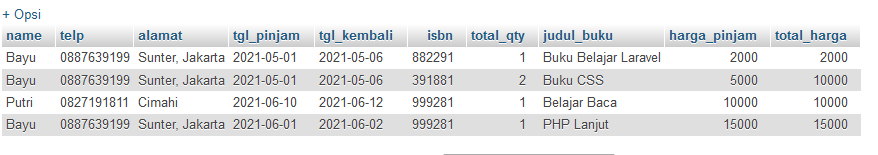 + Opsi
name telp alamat tgl_pinjam tgl_kembali isbn total_qty judul_buku harga_pinjam total_harga
Bayu 0887639199 Sunter, Jakarta 2021-05-01 2021-05-06 882291 1 Buku Belajar Laravel 2000 2000
Bayu 0887639199 Sunter, Jakarta 2021-05-01 2021-05-06 391881 2 Buku CSS 5000 10000
Putri 0827191811 Cimahi 2021-06-10 2021-06-12 999281 1 Belajar Baca 10000 10000
Bayu 0887639199 Sunter, Jakarta 2021-06-01 2021-06-02 999281 1 PHP Lanjut 15000 15000